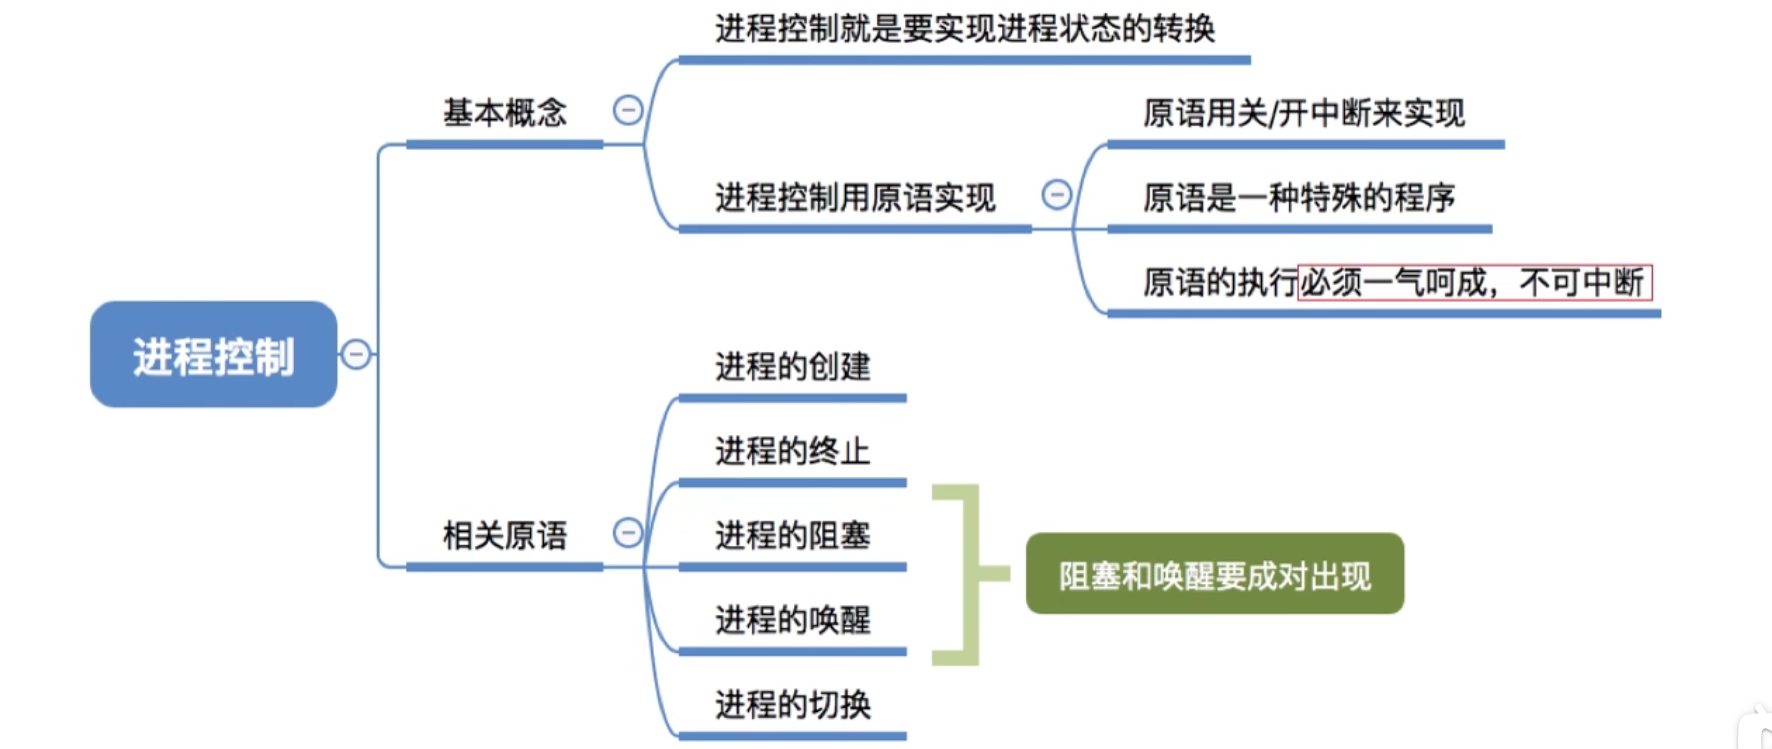 进程控制就是要实现进程状态的转换
基本概念
原语用关/开中断来实现
进程控制用原语实现
原语是一种特殊的程序
原语的执行必须一气呵成，不可中断
进程控制
进程的创建
进程的终止
相关原语
进程的阻塞
阻塞和唤醒要成对出现
进程的唤醒
进程的切换